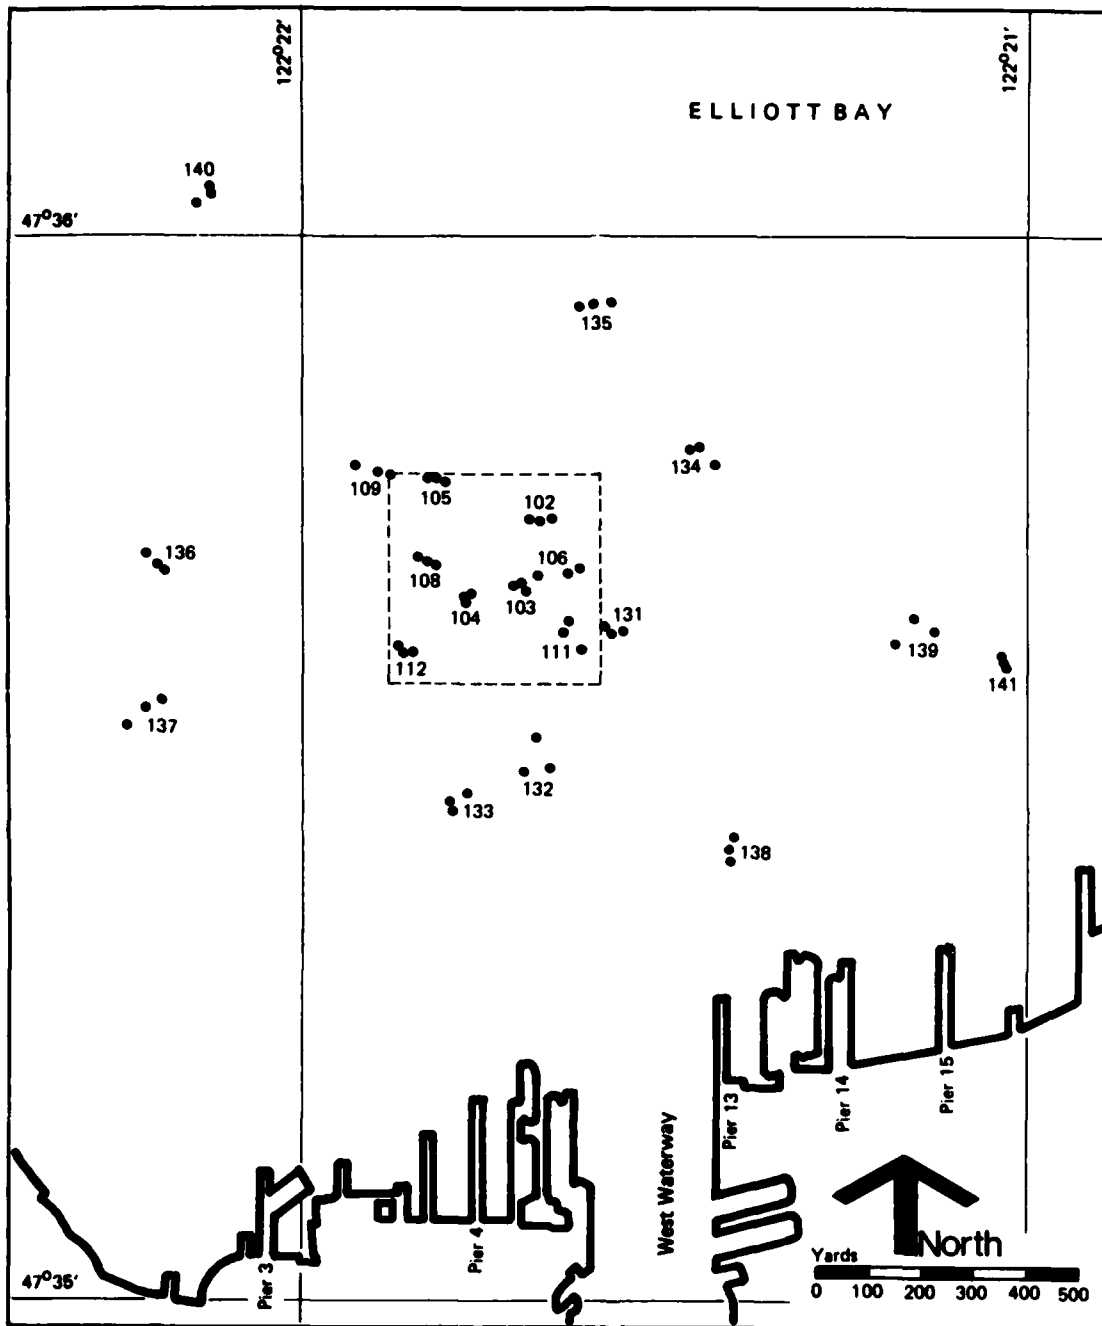 122°22'
122°21'
ELLIOTT BAY
140
47°36'
135
134
109
105
102
136
106
108
103
104
131
111
139
112
141
137
132
133
138
Pier 13
Pier 14
Pier 15
West Waterway
Pier 4
Pier 3
North
Yards
47°35'
0 100 200 300 400 500